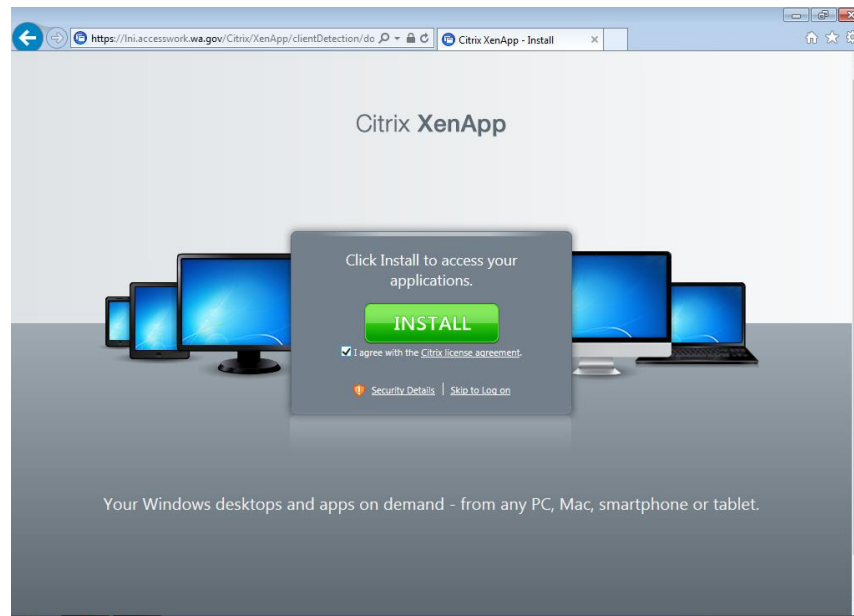 https://lni.accesswork.wa.gov/Citrix/XenApp/clientDetection/do
Citrix XenApp - Install
Citrix XenApp
Click Install to access your
applications.
INSTALL
I agree with the Citrix license agreement.
Security Details | Skip to Log on
Your Windows desktops and apps on demand - from any PC, Mac, smartphone or tablet.